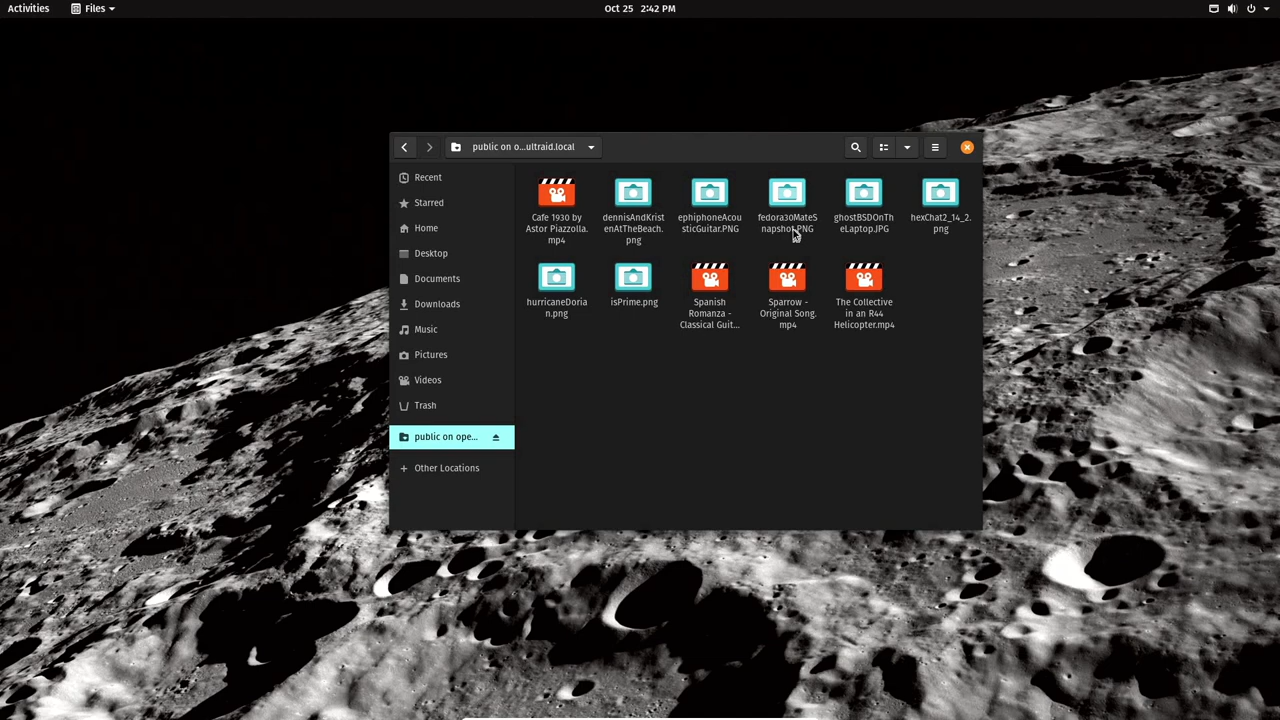 Activities
Files
Oct 25 2:42 PM
public on o...ultraid.local
Recent
Starred
Home
Desktop
Documents
Downloads
Music
Pictures
Videos
Trash
public on ope...
Other Locations
Cafe 1930 by
Astor Piazzolla.
mp4
dennisAndKrist
enAtTheBeach.
png
ephiphoneAcou
sticGuitar.PNG
fedora30MateS
napshot.PNG
ghostBSDOnTh
eLaptop.JPG
hexChat2_14_2.
png
hurricaneDoria
n.png
isPrime.png
Spanish
Romanza -
Classical Guit...
Sparrow -
Original Song.
mp4
The Collective
in an R44
Helicopter.mp4